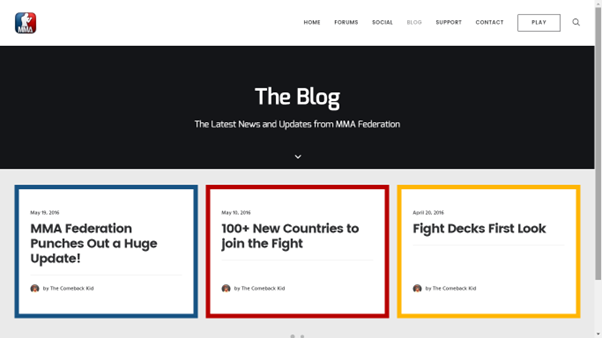 MMA
HOME FORUMS SOCIAL BLOG SUPPORT CONTACT PLAY
The Blog
The Latest News and Updates from MMA Federation
May 19, 2016
MMA Federation
Punches Out a Huge
Update!
by The Comeback Kid
May 10, 2016
100+ New Countries to
join the Fight
by The Comeback Kid
April 20, 2016
Fight Decks First Look
by The Comeback Kid